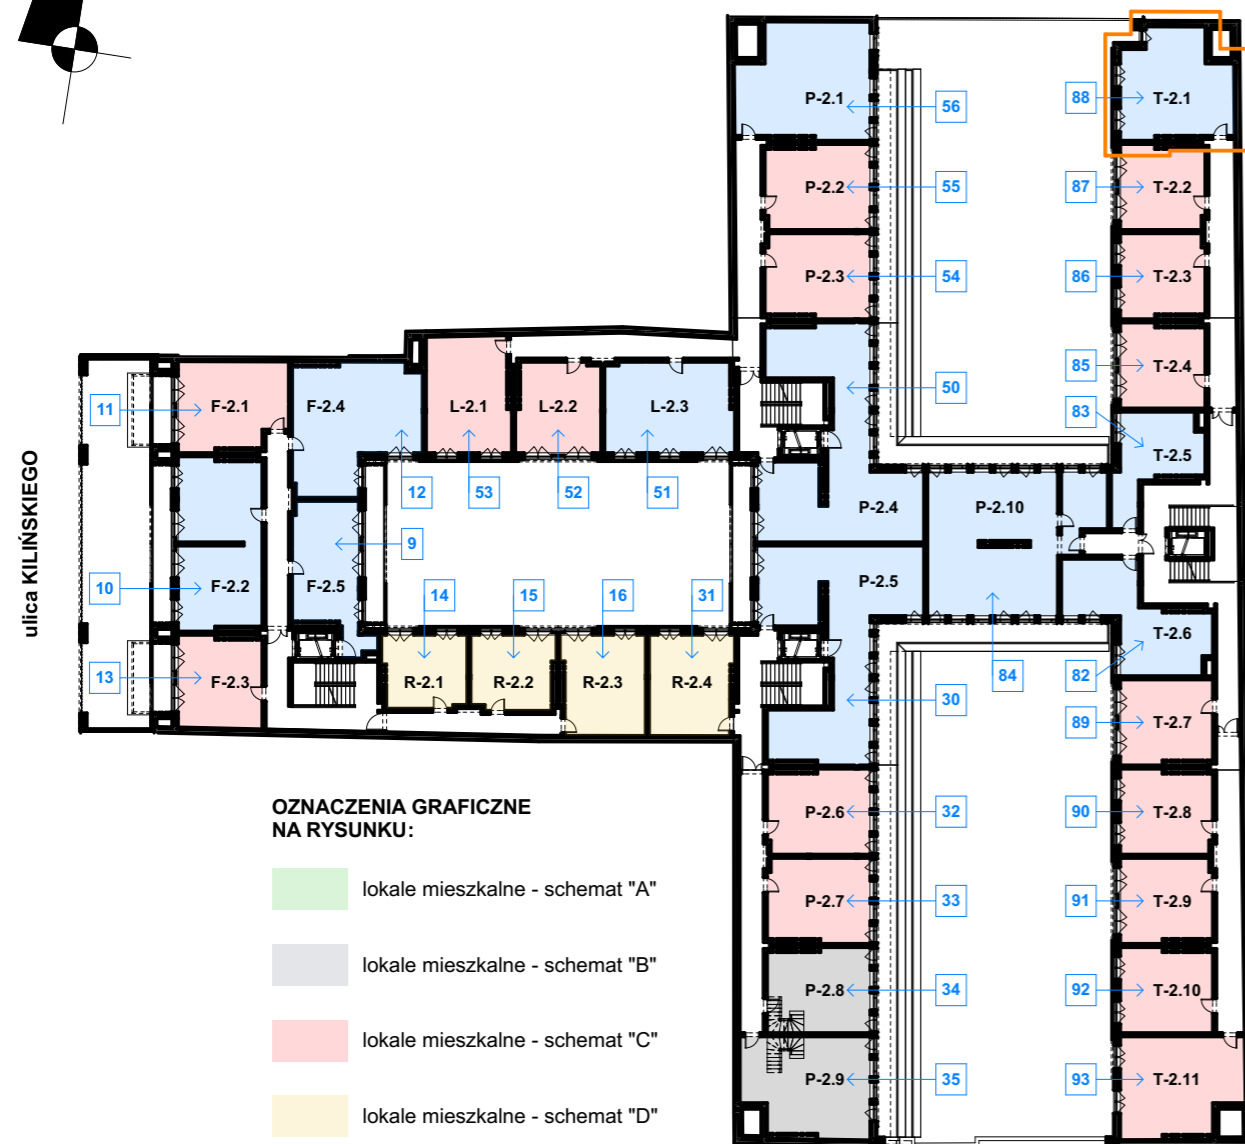 P-2.1
56
88
T-2.1
P-2.2
55
87
T-2.2
P-2.3
54
86
T-2.3
50
85
T-2.4
83
T-2.5
11
F-2.1
F-2.4
L-2.1
L-2.2
L-2.3
12
53
52
51
ulica KILIŃSKIEGO
9
P-2.4
P-2.10
10
F-2.2
F-2.5
14
15
16
31
P-2.5
T-2.6
13
F-2.3
R-2.1
R-2.2
R-2.3
R-2.4
30
84
82
89
T-2.7
P-2.6
32
90
T-2.8
P-2.7
33
91
T-2.9
P-2.8
34
92
T-2.10
P-2.9
35
93
T-2.11
OZNACZENIA GRAFICZNE
NA RYSUNKU:
lokale mieszkalne - schemat "A"
lokale mieszkalne - schemat "B"
lokale mieszkalne - schemat "C"
lokale mieszkalne - schemat "D"